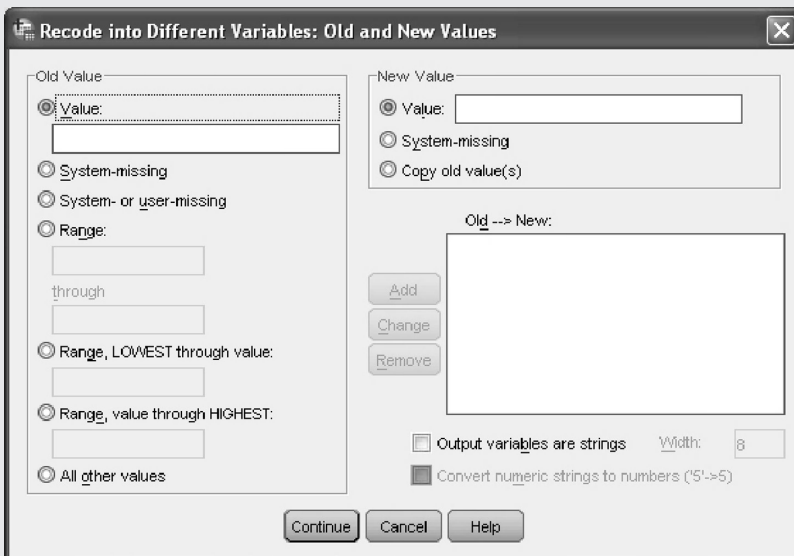 Recode into Different Variables: Old and New Values
Old Value
Value:
System-missing
System- or user-missing
Range:
through
Range, LOWEST through value:
Range, value through HIGHEST:
All other values
New Value
Value:
System-missing
Copy old value(s)
Old --> New:
Add
Change
Remove
Output variables are strings Width: 8
Convert numeric strings to numbers ('5'->5)
Continue Cancel Help